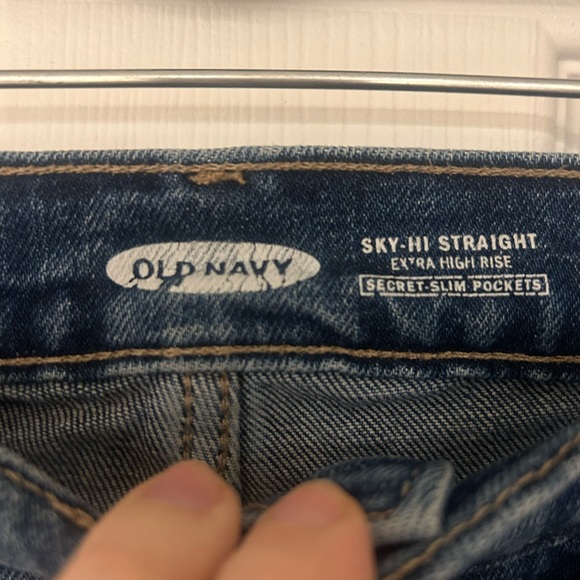 OLD NAVY
SKY-HI STRAIGHT
EXTRA HIGH RISE
SECRET-SLIM POCKETS